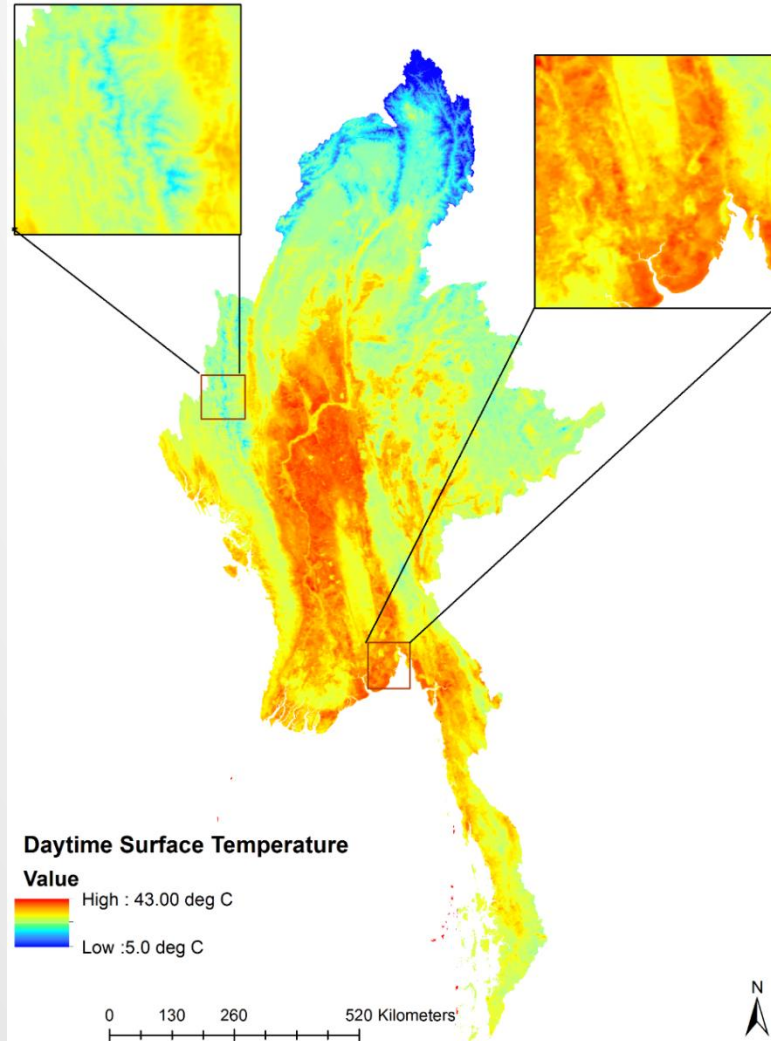 Daytime Surface Temperature
Value
High : 43.00 deg C
Low :5.0 deg C
0 130 260 520 Kilometers
N